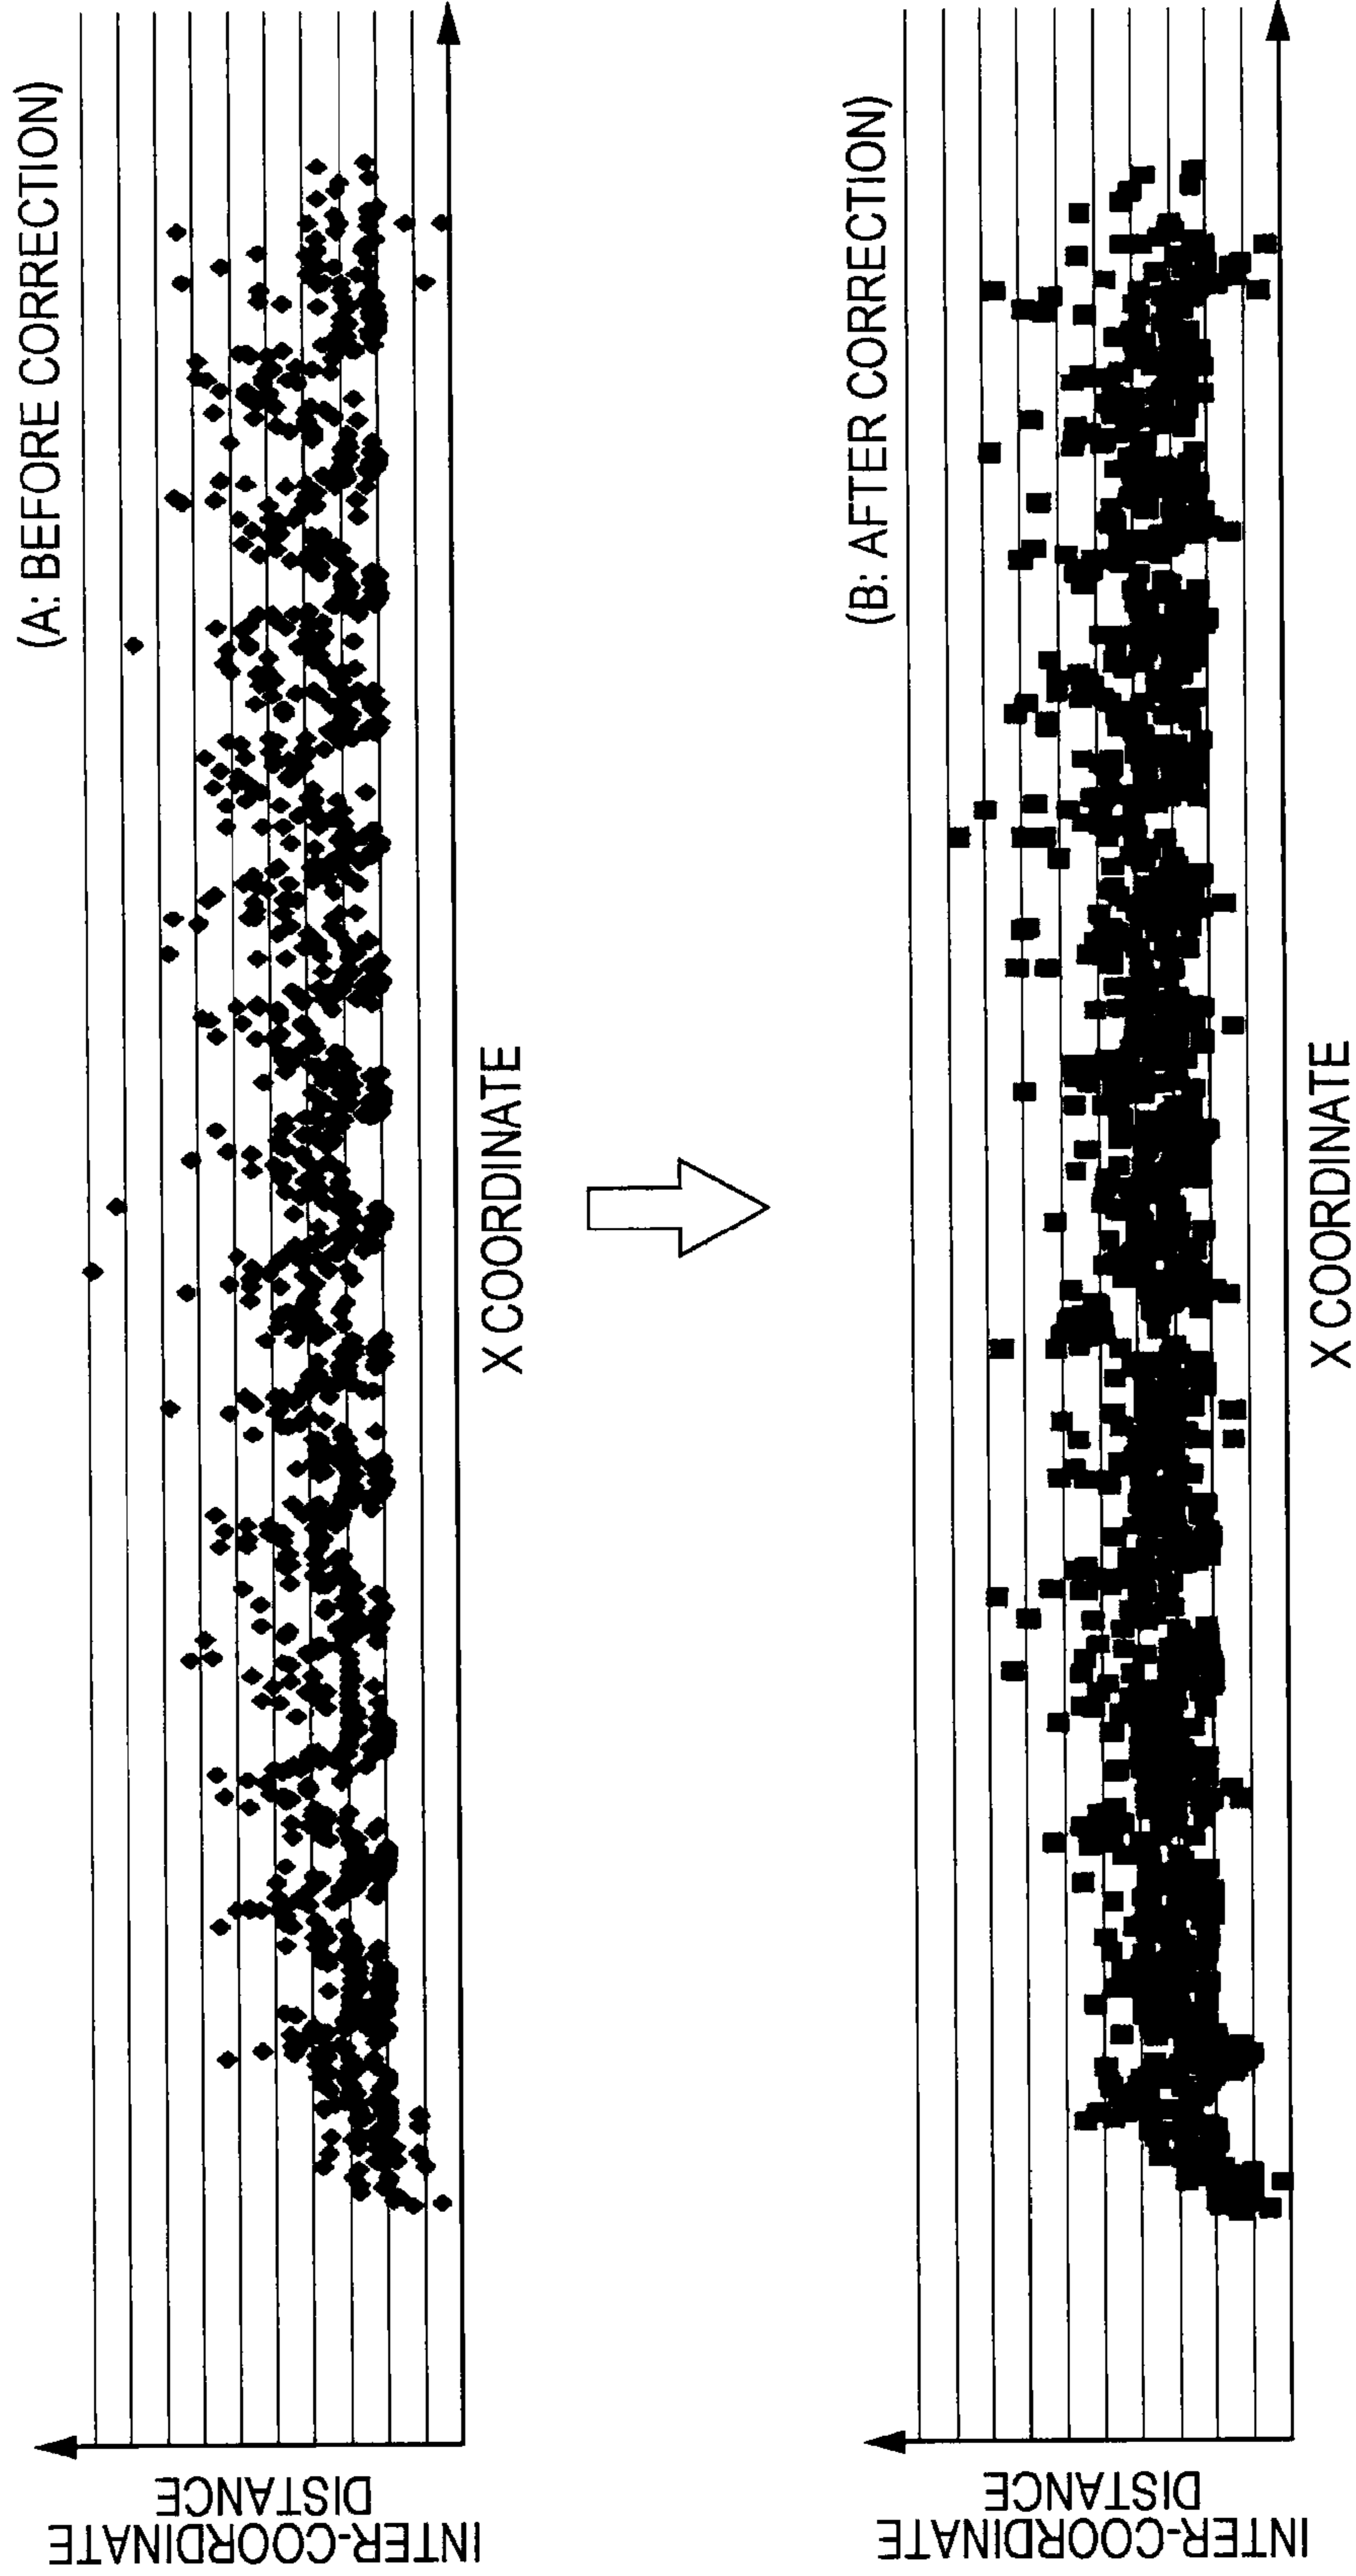 (A: BEFORE CORRECTION)
INTER-COORDINATE
DISTANCE
X COORDINATE
(B: AFTER CORRECTION)
INTER-COORDINATE
DISTANCE
X COORDINATE